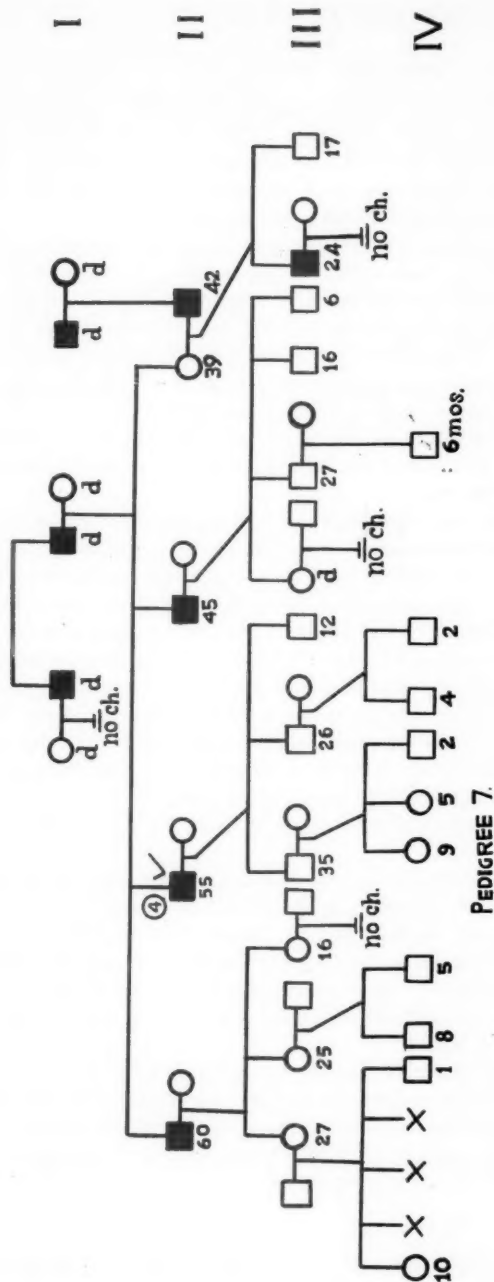 I
d d d d d d
no ch.
II
60 ④ 55 45 39 42
III
27 25 16 35 26 12 d 27 16 6 24 17
no ch. no ch. no ch.
IV
10 X X X 1 8 5 9 5 2 4 2 6 mos.
PEDIGREE 7.